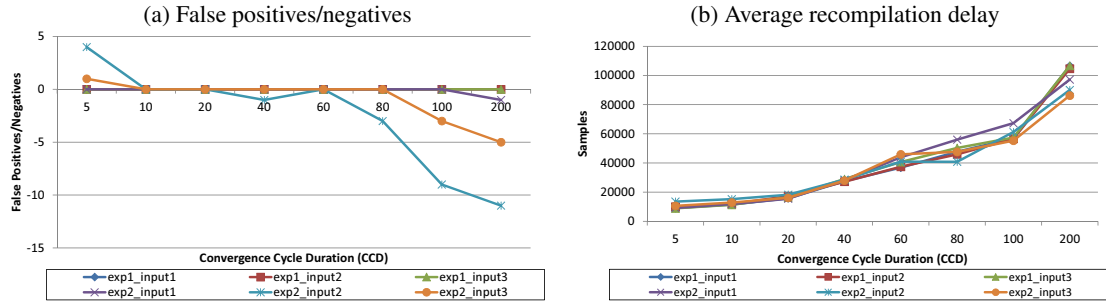 (a) False positives/negatives
5
0
-5
-10
-15
5 10 20 40 60 80 100 200
False Positives/Negatives
Convergence Cycle Duration (CCD)
exp1_input1 exp1_input2 exp1_input3
exp2_input1 exp2_input2 exp2_input3
(b) Average recompilation delay
120000
100000
80000
60000
40000
20000
0
5 10 20 40 60 80 100 200
Samples
Convergence Cycle Duration (CCD)
exp1_input1 exp1_input2 exp1_input3
exp2_input1 exp2_input2 exp2_input3